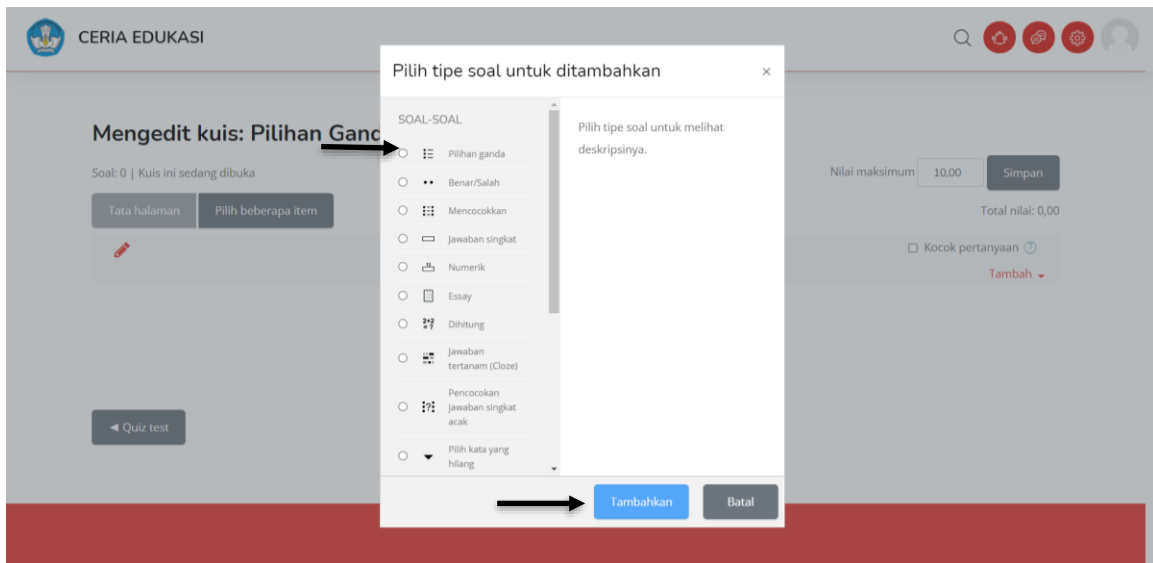 CERIA EDUKASI
Pilih tipe soal untuk ditambahkan
×
SOAL-SOAL
Pilih tipe soal untuk melihat
deskripsinya.
Mengedit kuis: Pilihan Gand
Pilihan ganda
Soal: 0 | Kuis ini sedang dibuka
Nilai maksimum 10,00 Simpan
Benar/Salah
Tata halaman Pilih beberapa item
Mencocokkan
Total nilai: 0,00
Jawaban singkat
Kocok pertanyaan ?
Numerik
Tambah
Essay
2+2
=?
Dihitung
Jawaban
tertanam (Cloze)
Pencocokan
jawaban singkat
acak
◄ Quiz test
Pilih kata yang
hilang
Tambahkan Batal